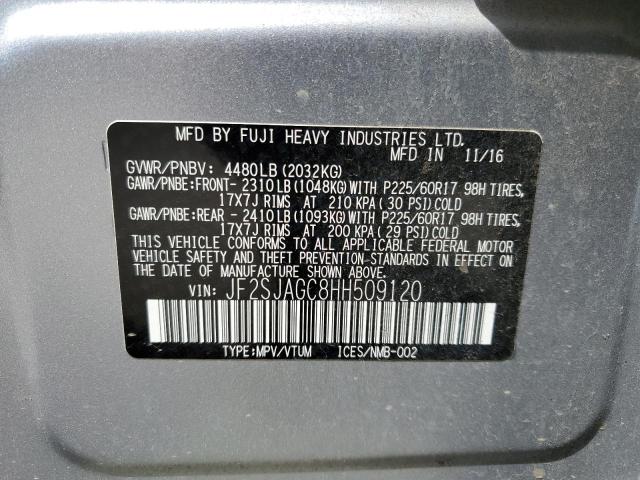 MFD BY FUJI HEAVY INDUSTRIES LTD.
MFD IN 11/16
GVWR/PNBV: 4480LB(2032KG)
GAWR/PNBE:FRONT- 2310LB(1048KG)WITH P225/60R17 98H TIRES,
17X7J RIMS AT 210 KPA(30 PSI)COLD
GAWR/PNBE:REAR - 2410LB(1093KG)WITH P225/60R17 98H TIRES,
17X7J RIMS AT 200 KPA(29 PSI)COLD
THIS VEHICLE CONFORMS TO ALL APPLICABLE FEDERAL MOTOR
VEHICLE SAFETY AND THEFT PREVENTION STANDARDS IN EFFECT
ON THE DATE OF MANUFACTURE SHOWN ABOVE.
VIN: JF2SJAGC8HH509120
TYPE:MPV/VTUM ICES/NMB-002